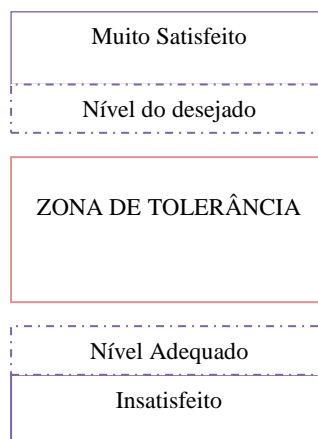 Muito Satisfeito
Nível do desejado
ZONA DE TOLERÂNCIA
Nível Adequado
Insatisfeito